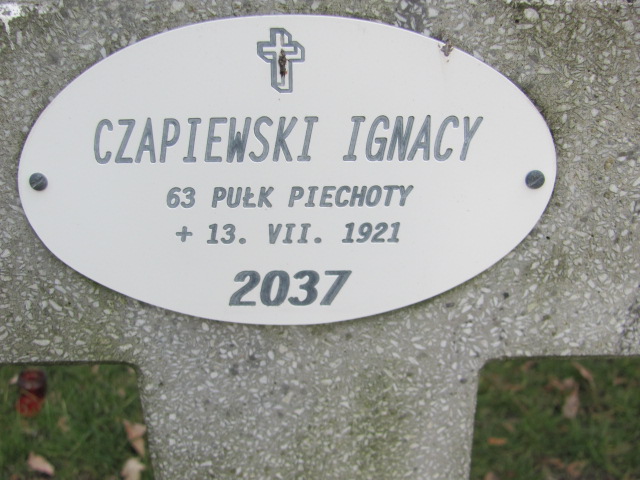 CZAPIEWSKI IGNACY
63 PUŁK PIECHOTY
+ 13. VII. 1921
2037